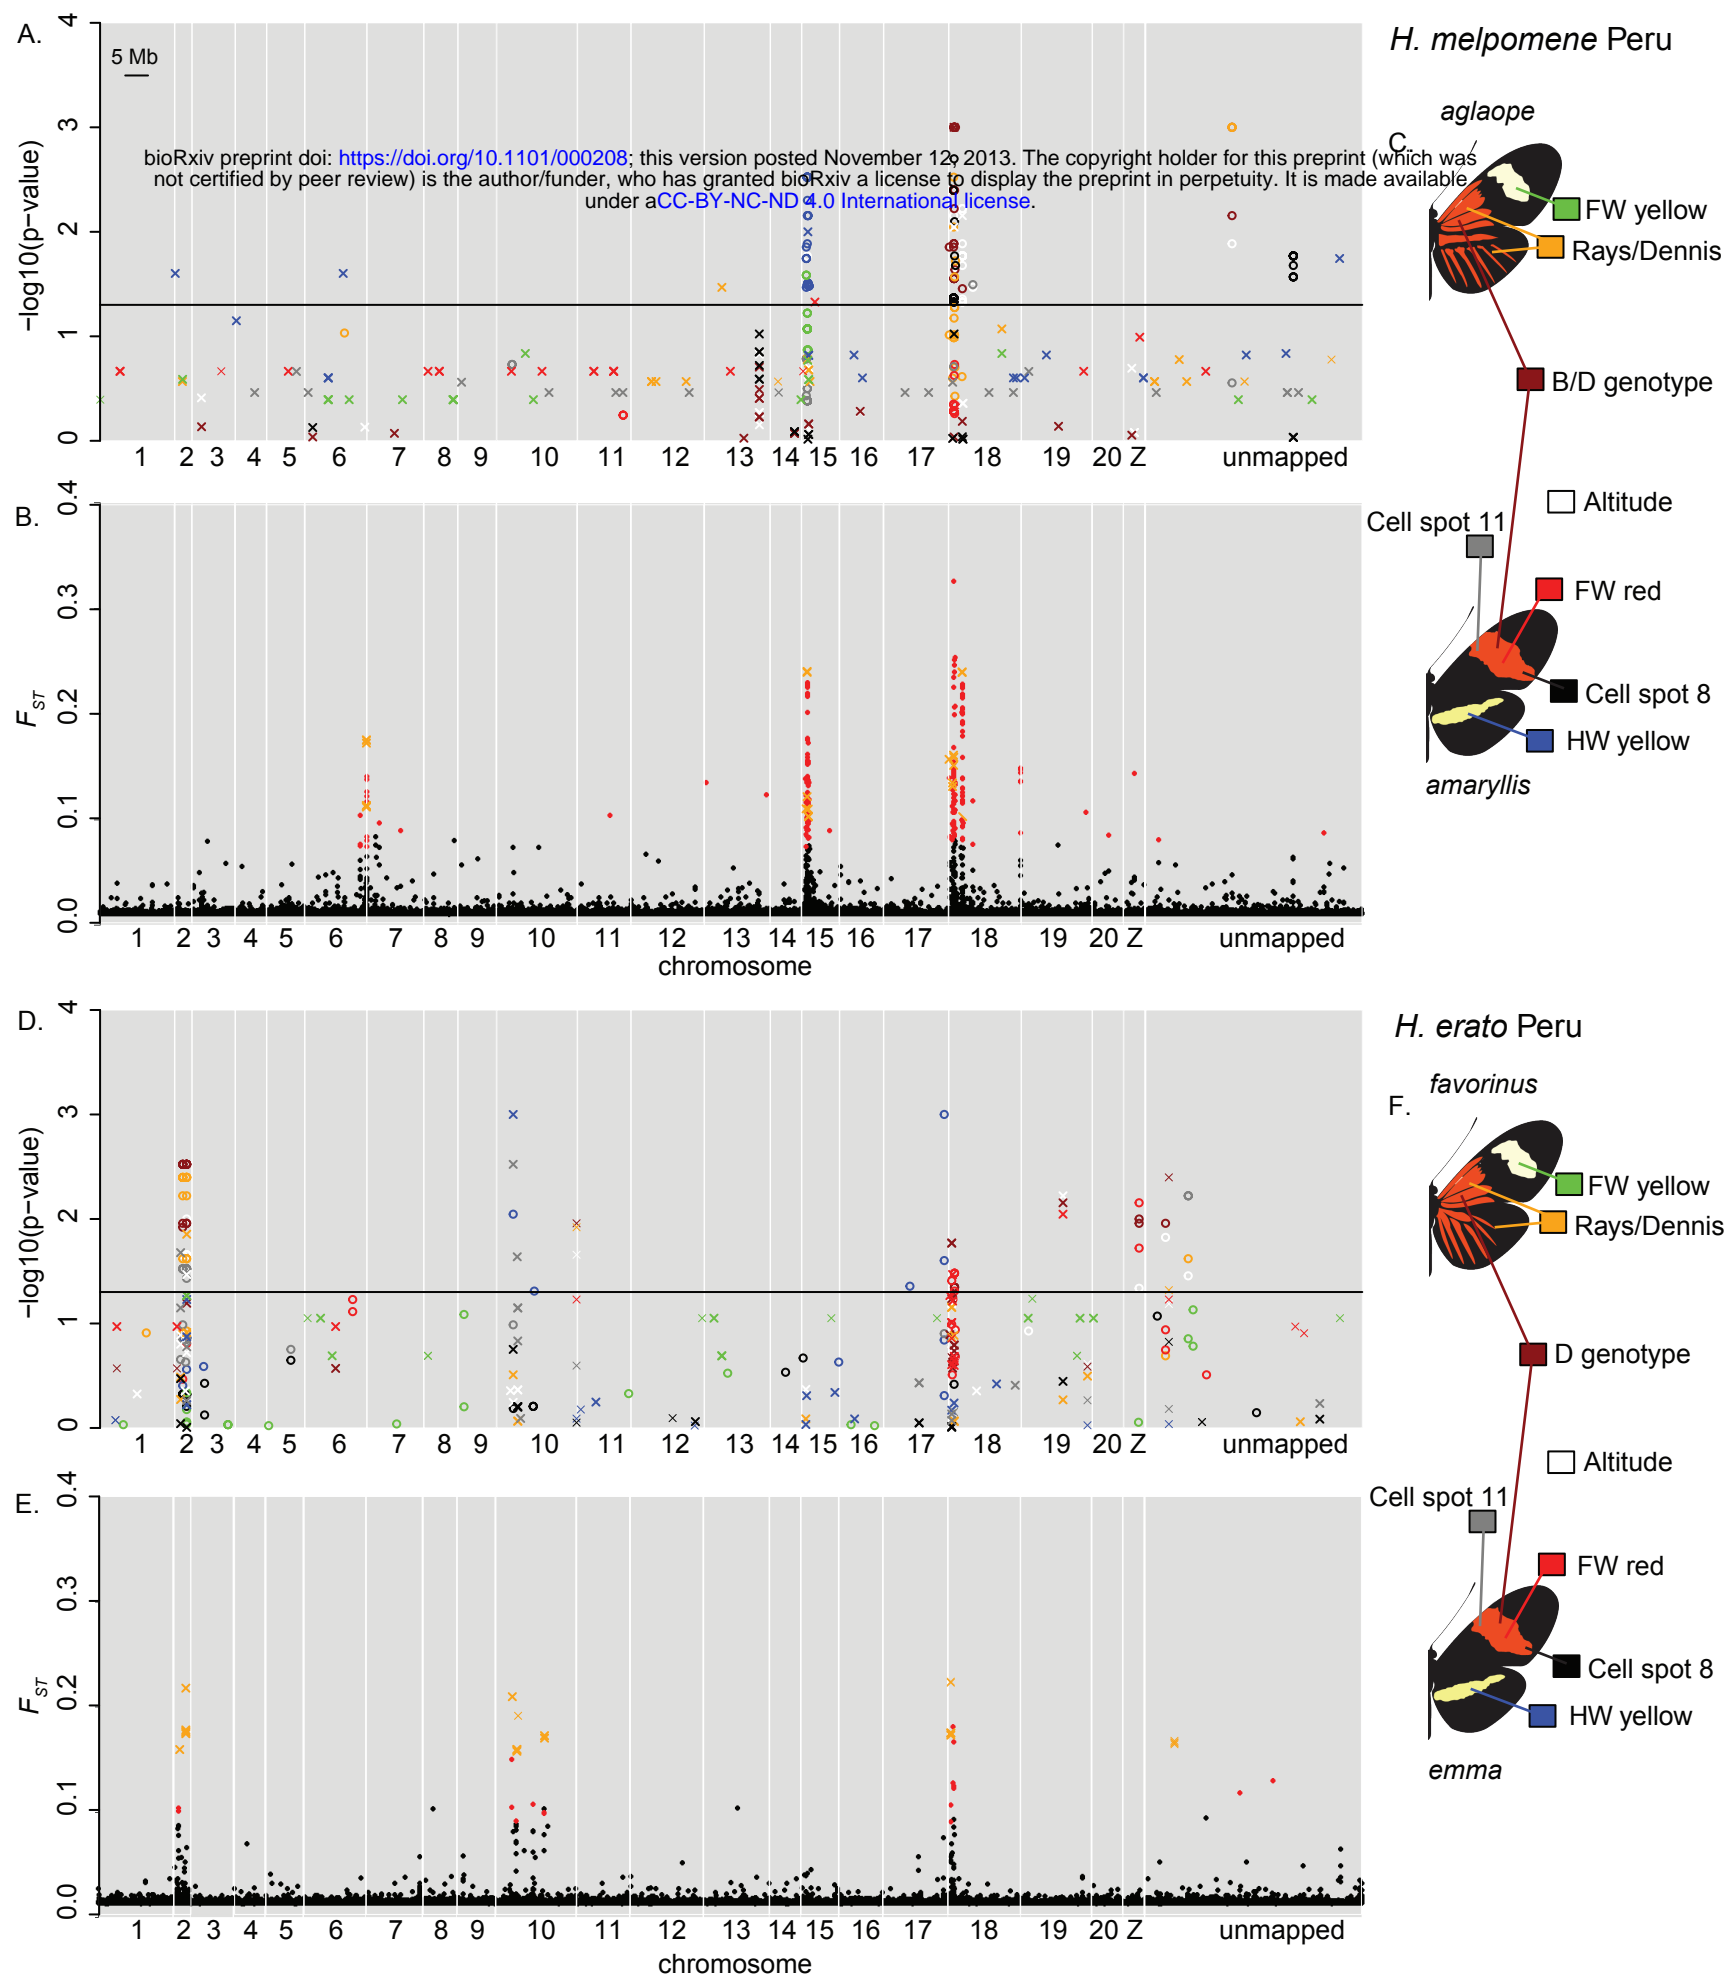 A.
4
3
2
1
0
−log10(p−value)
5 Mb
H. melpomene Peru
bioRxiv preprint doi: https://doi.org/10.1101/000208; this version posted November 12, 2013. The copyright holder for this preprint (which was
not certified by peer review) is the author/funder, who has granted bioRxiv a license to display the preprint in perpetuity. It is made available
under aCC-BY-NC-ND 4.0 International license.
1 2 3 4 5 6 7 8 9 10 11 12 13 14 15 16 17 18 19 20 Z unmapped
C.
aglaope
FW yellow
Rays/Dennis
B/D genotype
Altitude
Cell spot 11
FW red
Cell spot 8
HW yellow
amaryllis
B.
0.4
0.3
0.2
0.1
0.0
FST
1 2 3 4 5 6 7 8 9 10 11 12 13 14 15 16 17 18 19 20 Z unmapped
chromosome
D.
4
3
2
1
0
−log10(p−value)
1 2 3 4 5 6 7 8 9 10 11 12 13 14 15 16 17 18 19 20 Z unmapped
H. erato Peru
F.
favorinus
FW yellow
Rays/Dennis
D genotype
Altitude
Cell spot 11
FW red
Cell spot 8
HW yellow
emma
E.
0.4
0.3
0.2
0.1
0.0
FST
1 2 3 4 5 6 7 8 9 10 11 12 13 14 15 16 17 18 19 20 Z unmapped
chromosome